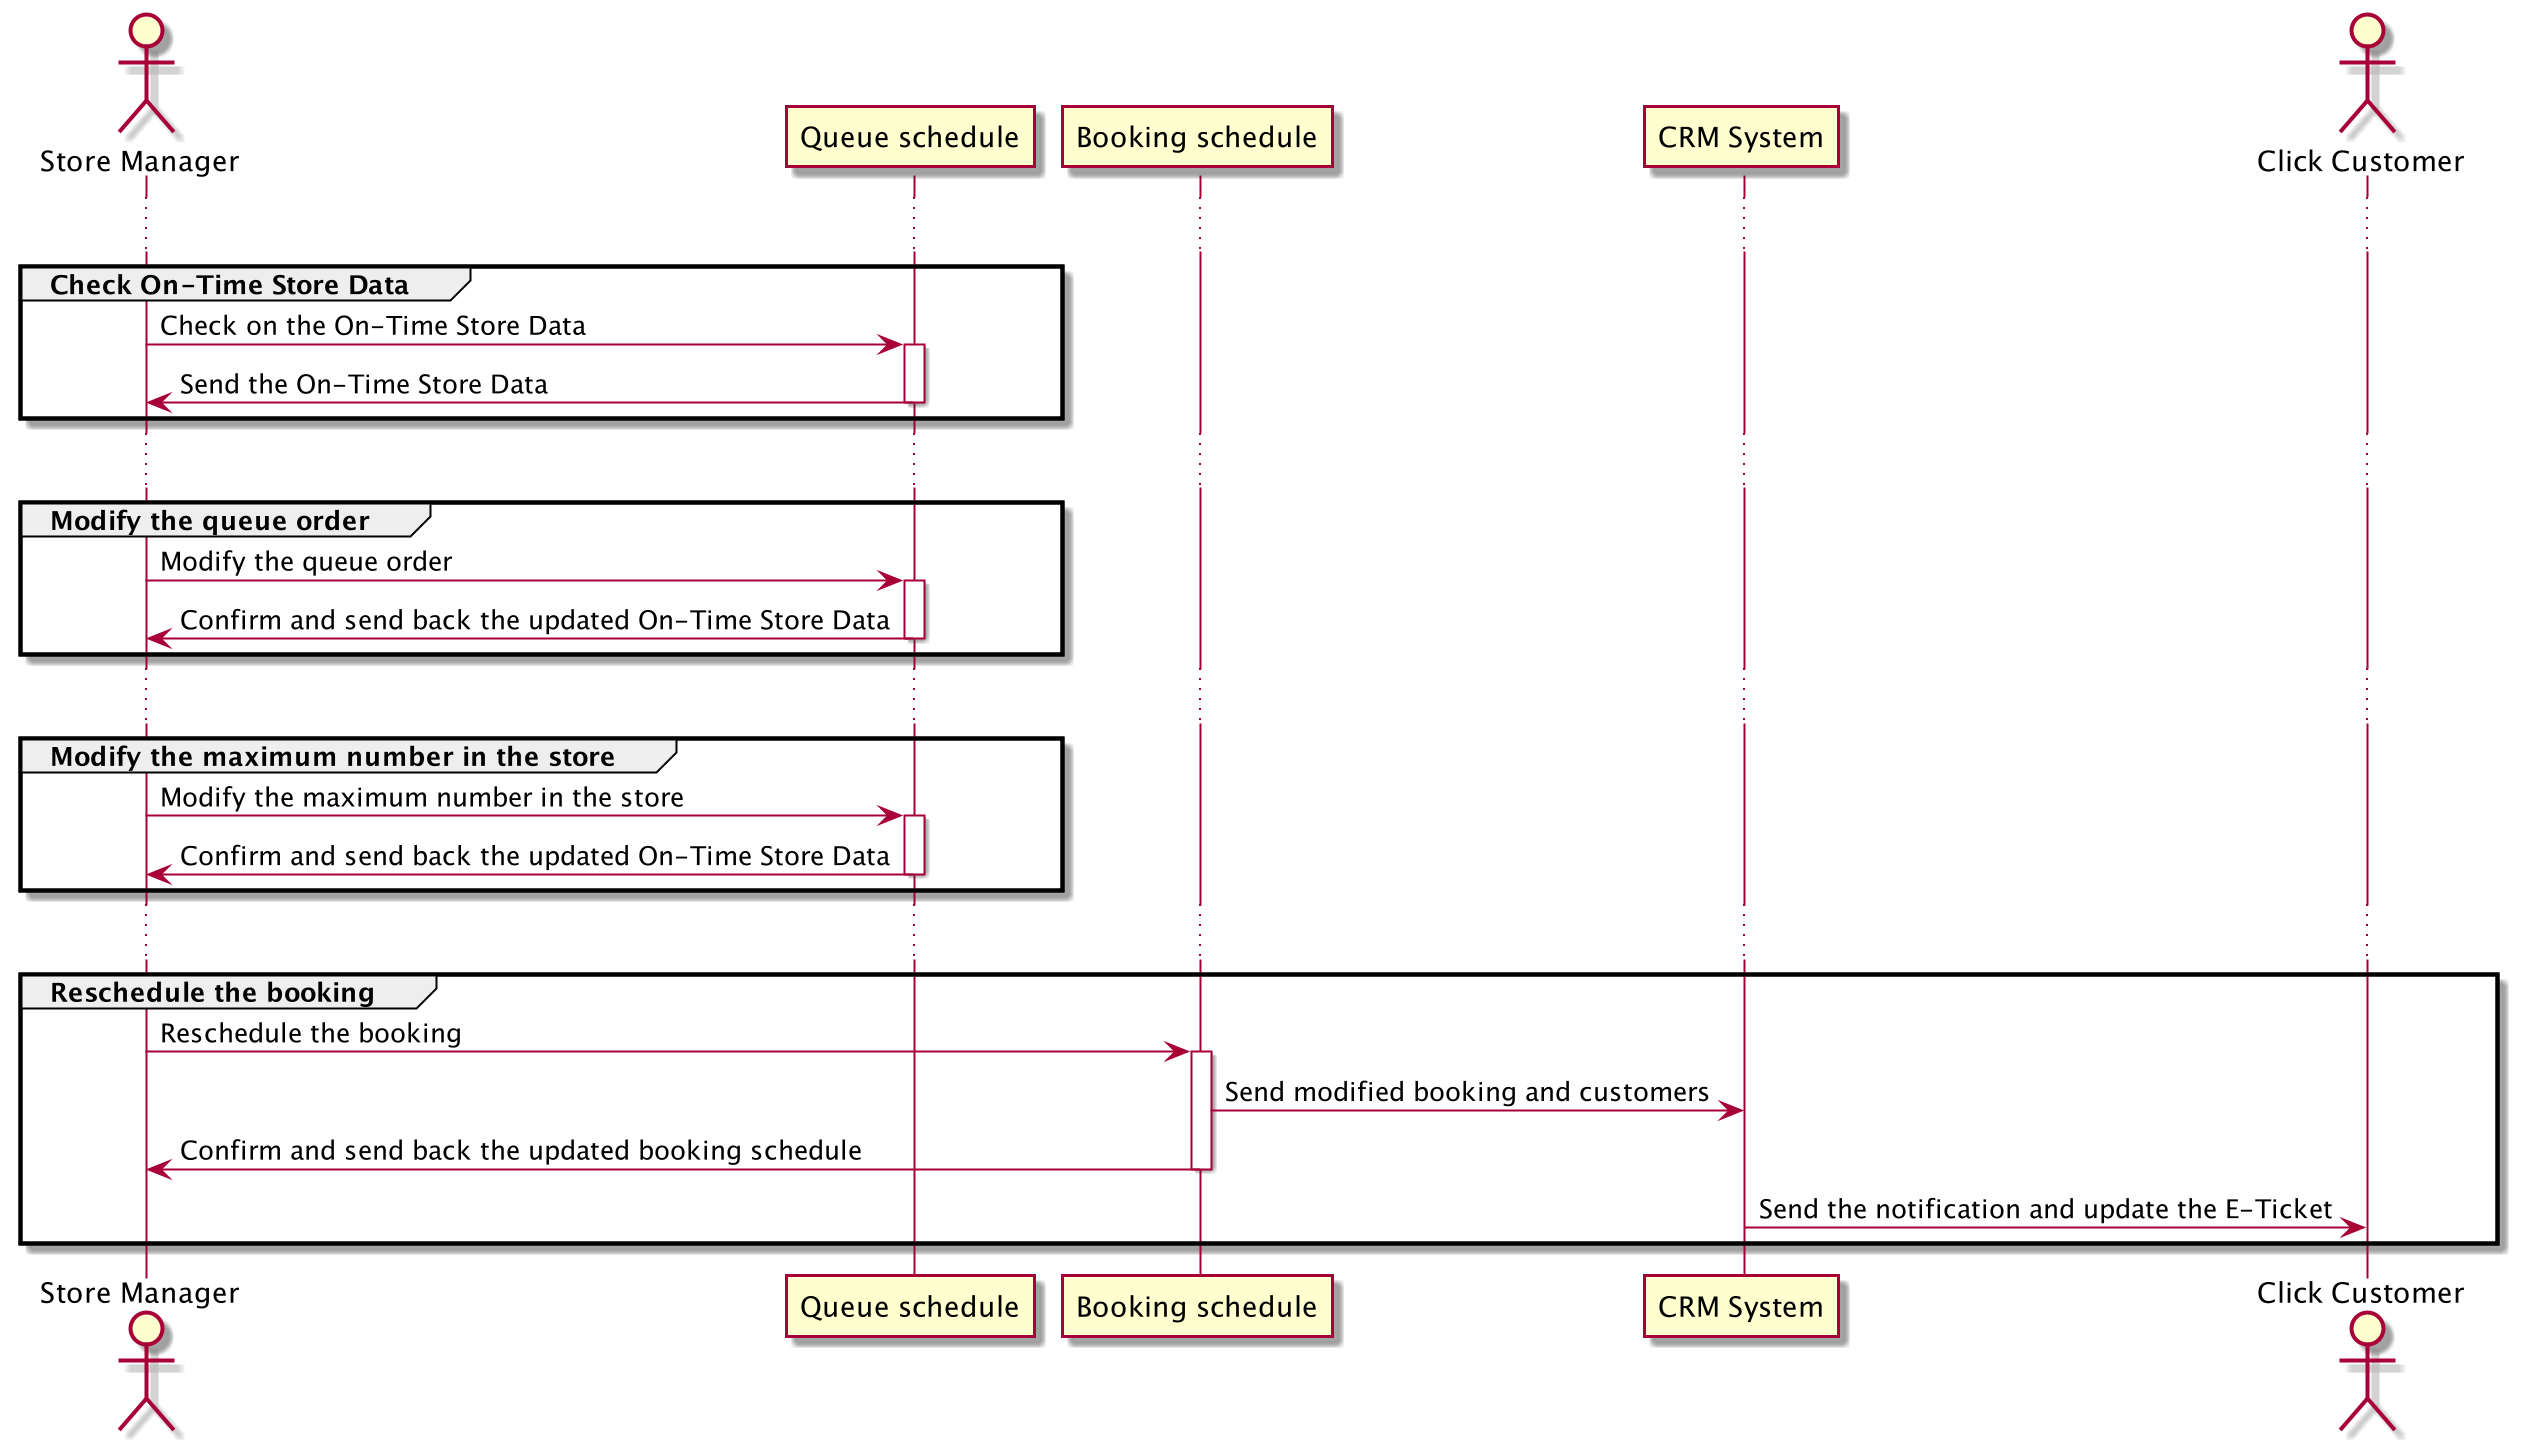 Store Manager
Queue schedule
Booking schedule
CRM System
Click Customer
Check On-Time Store Data
Check on the On-Time Store Data
Send the On-Time Store Data
Modify the queue order
Modify the queue order
Confirm and send back the updated On-Time Store Data
Modify the maximum number in the store
Modify the maximum number in the store
Confirm and send back the updated On-Time Store Data
Reschedule the booking
Reschedule the booking
Send modified booking and customers
Confirm and send back the updated booking schedule
Send the notification and update the E-Ticket
Store Manager
Queue schedule
Booking schedule
CRM System
Click Customer